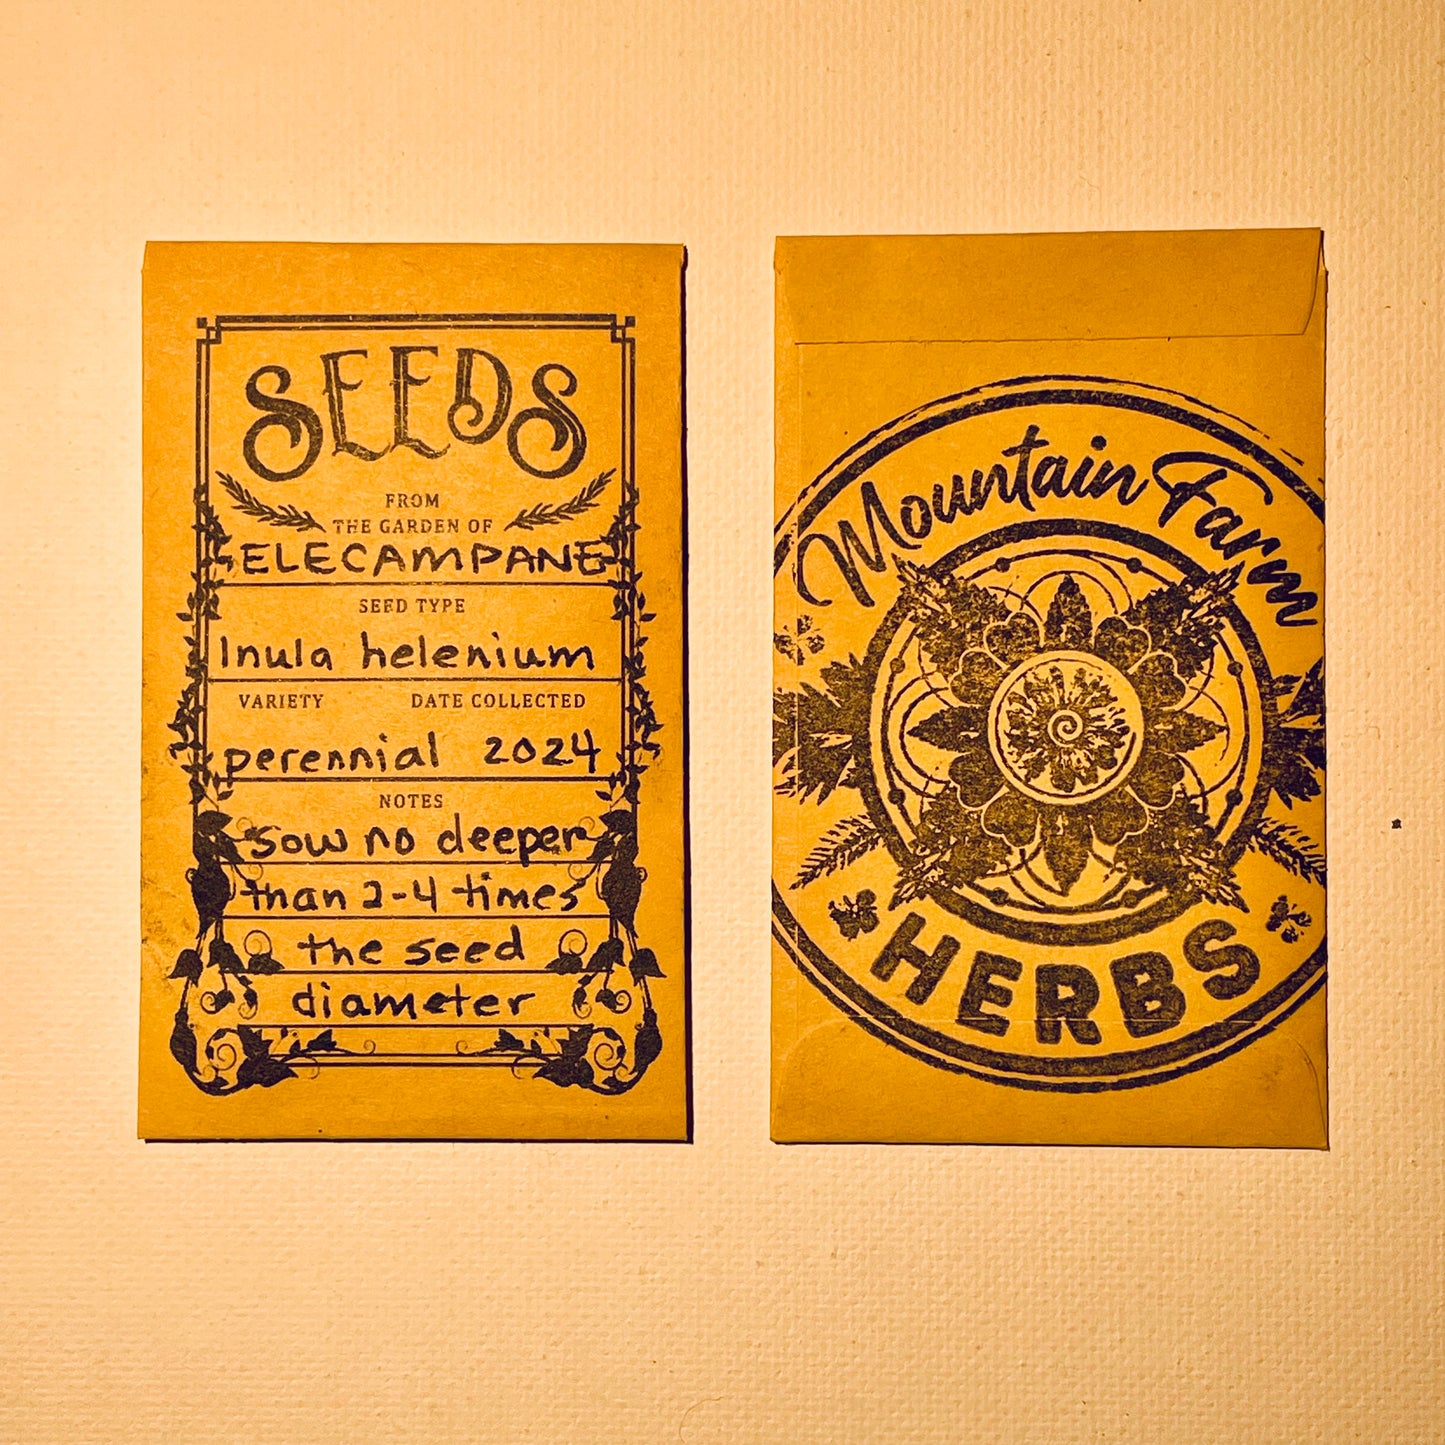 SEEDS
FROM
THE GARDEN OF
ELECAMPANE
SEED TYPE
Inula helenium
VARIETY DATE COLLECTED
perennial 2024
NOTES
sow no deeper
than 2-4 times
the seed
diameter
Mountain Farm
HERBS